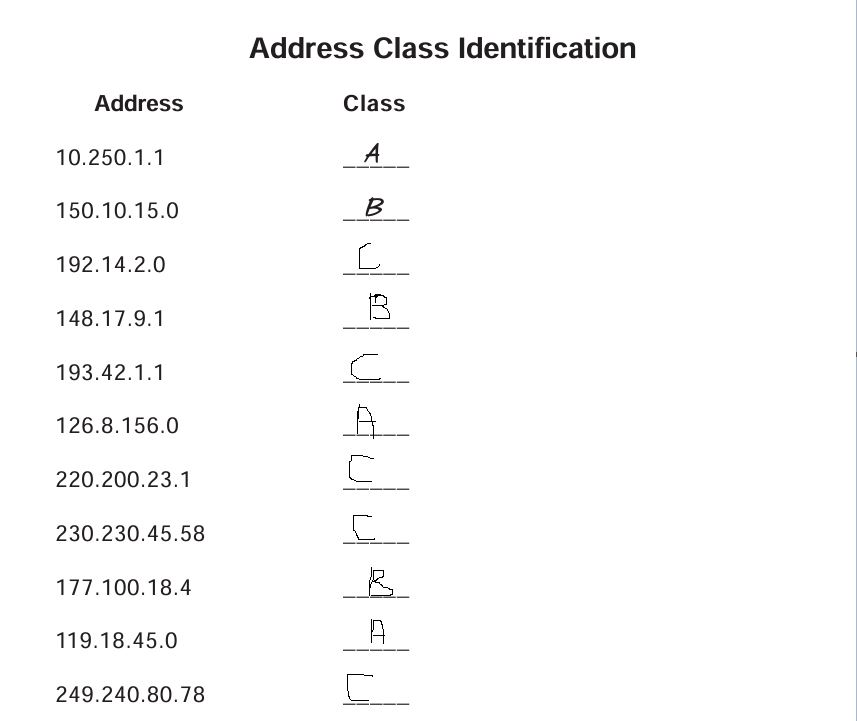 Address Class Identification
Address Class
10.250.1.1 A
150.10.15.0 B
192.14.2.0 C
148.17.9.1 B
193.42.1.1 C
126.8.156.0 A
220.200.23.1 C
230.230.45.58 C
177.100.18.4 B
119.18.45.0 A
249.240.80.78 C